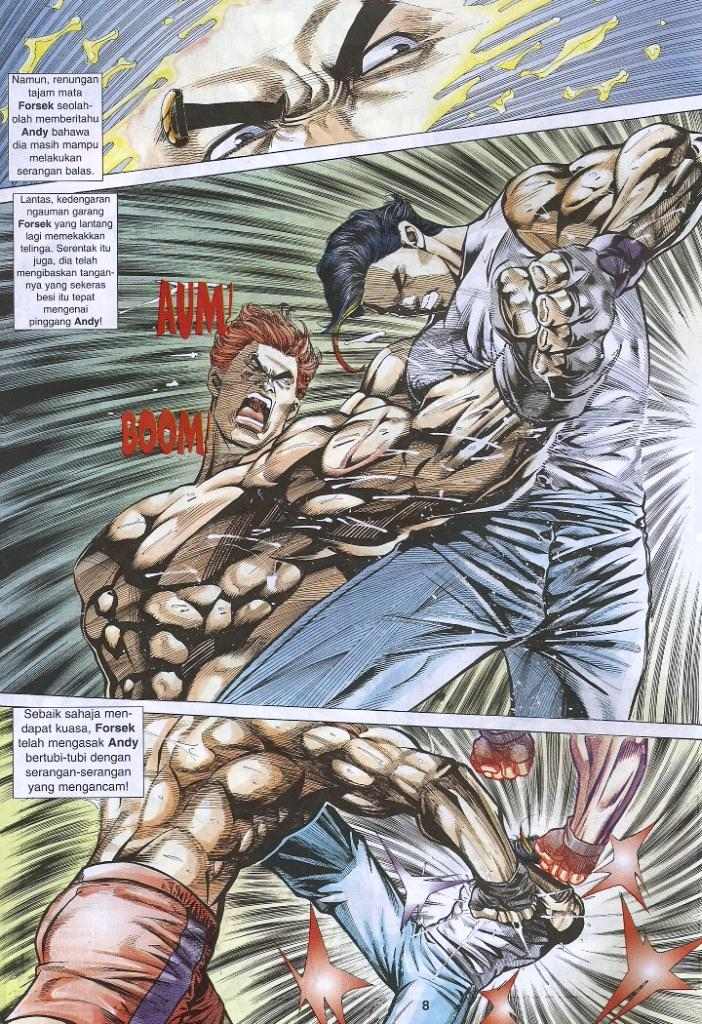 Namun, renungan
tajam mata
Forsek seolah-
olah memberitahu
Andy bahawa
dia masih mampu
melakukan
serangan balas.
Lantas, kedengaran
ngauman garang
Forsek yang lantang
lagi memekakkan
telinga. Serentak itu
juga, dia telah
mengibaskan tangan-
nya yang sekeras
besi itu tepat
mengenai
pinggang Andy!
AUM!
BOOM
Sebaik sahaja men-
dapat kuasa, Forsek
telah mengasak Andy
bertubi-tubi dengan
serangan-serangan
yang mengancam!
8